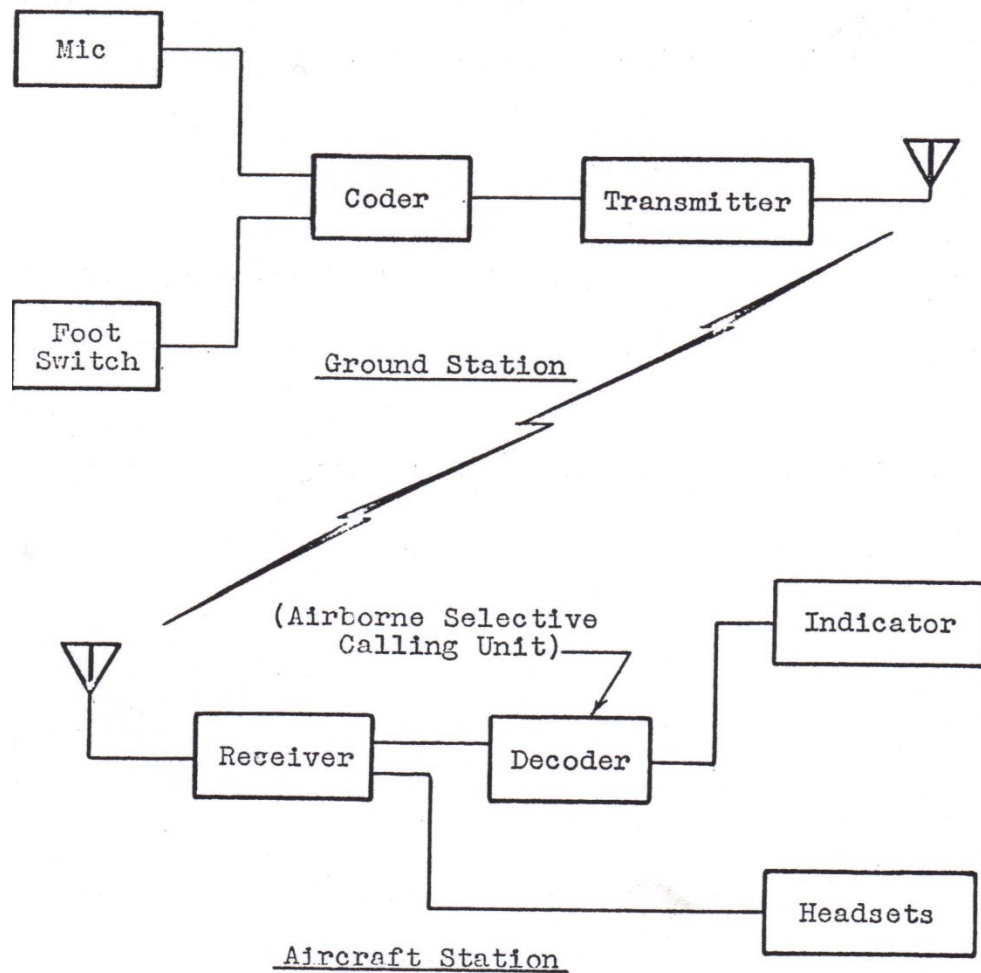 Mic
Coder
Transmitter
Foot
Switch
Ground Station
(Airborne Selective
Calling Unit)
Indicator
Receiver
Decoder
Headsets
Aircraft Station